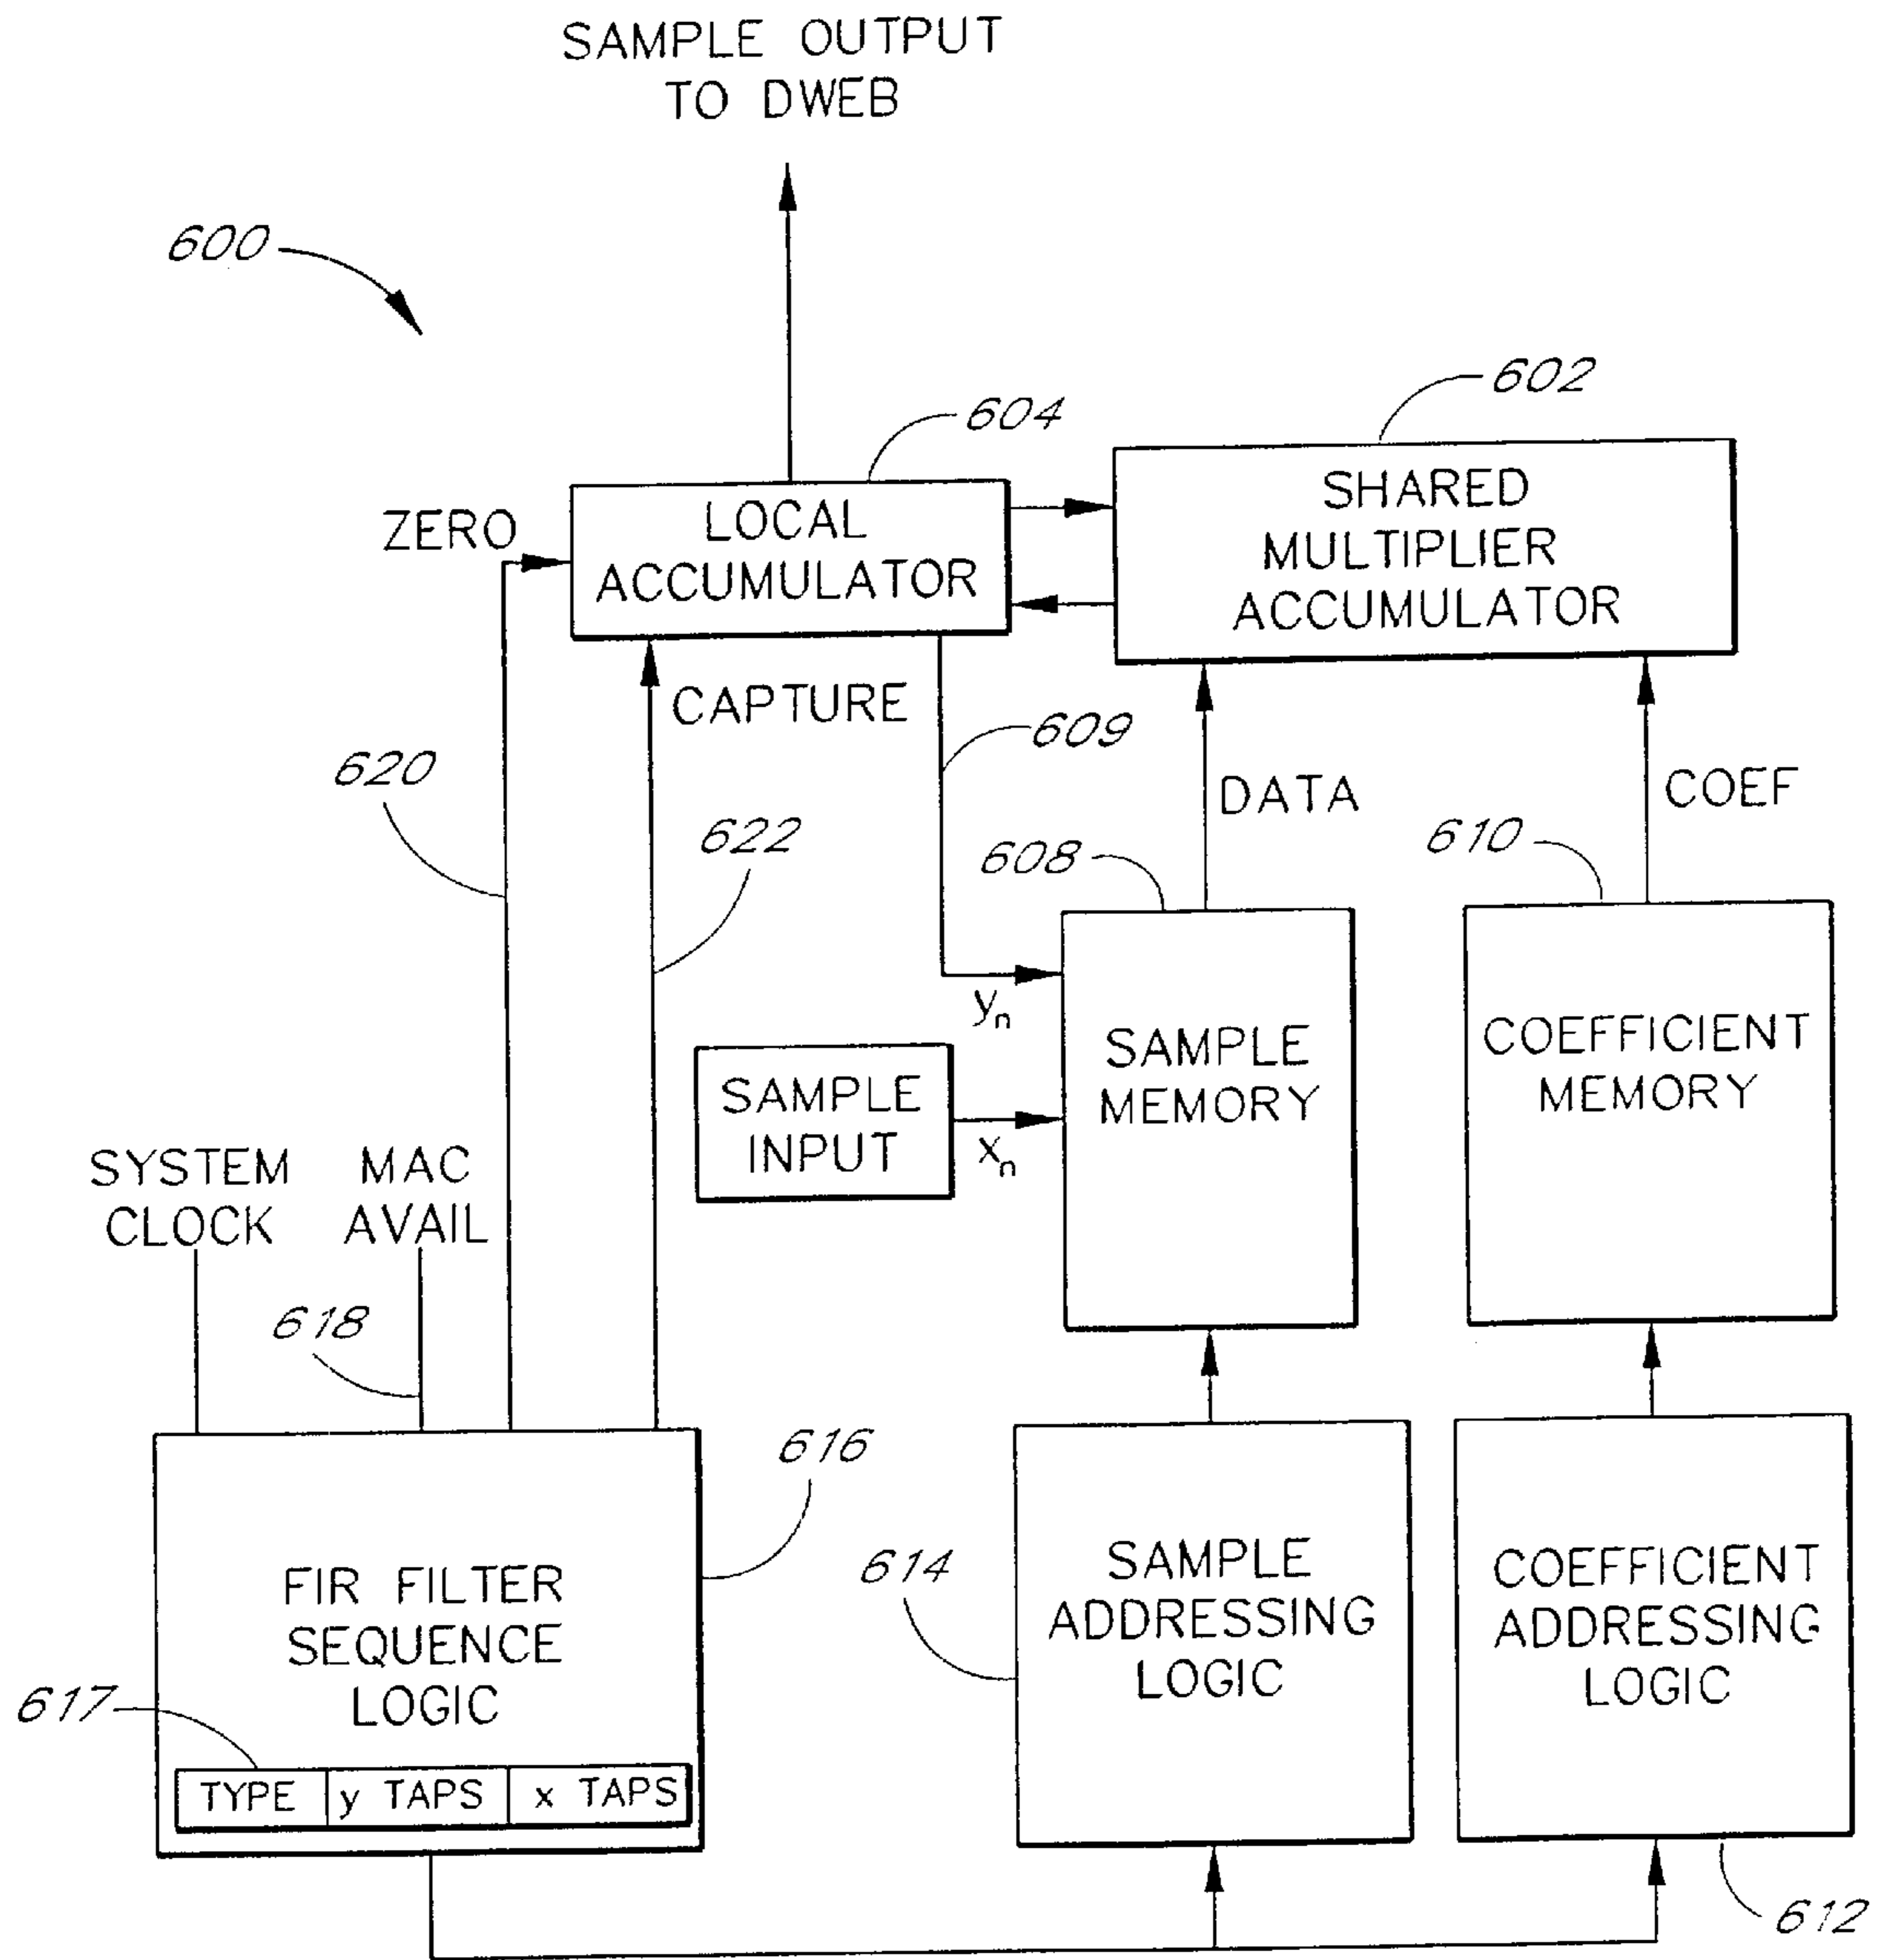 SAMPLE OUTPUT
TO DWEB
600
602
604
ZERO
LOCAL
ACCUMULATOR
SHARED
MULTIPLIER
ACCUMULATOR
CAPTURE
609
620
DATA
COEF
622
608
610
yn
SAMPLE
MEMORY
COEFFICIENT
MEMORY
SAMPLE
INPUT
xn
SYSTEM
CLOCK
MAC
AVAIL
618
616
FIR FILTER
SEQUENCE
LOGIC
614
SAMPLE
ADDRESSING
LOGIC
COEFFICIENT
ADDRESSING
LOGIC
617
TYPE y TAPS x TAPS
612